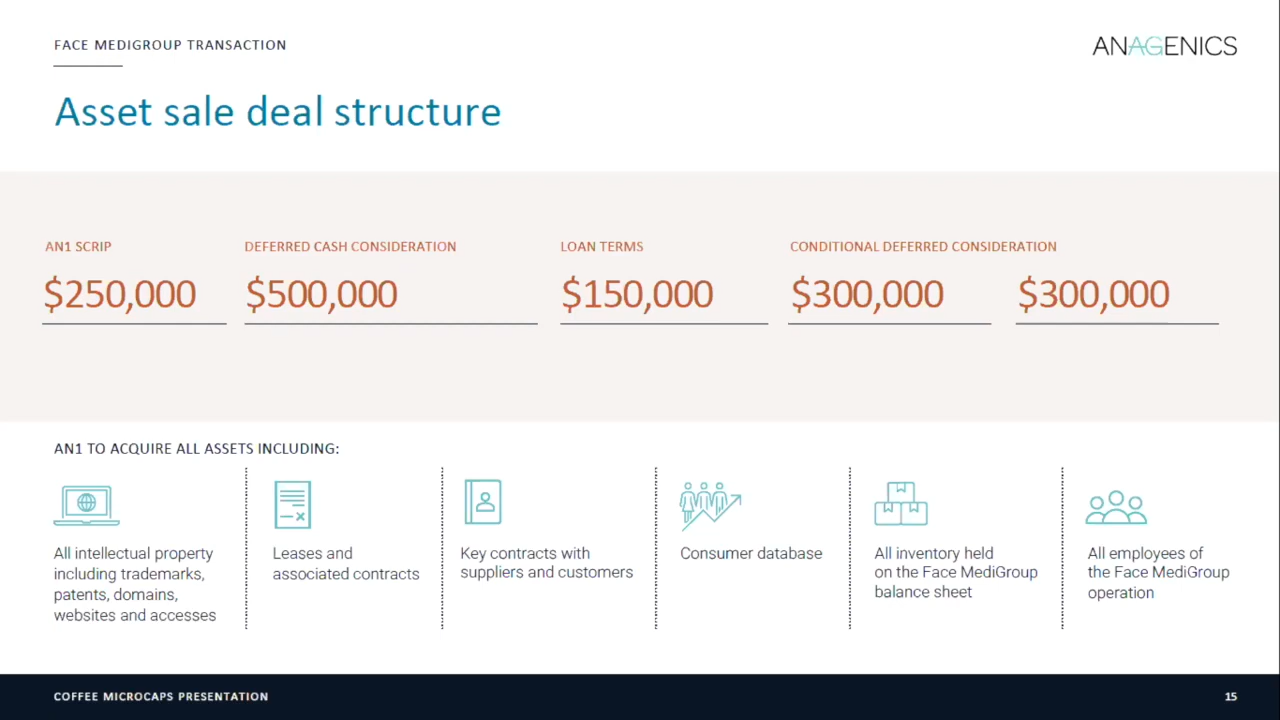 FACE MEDIGROUP TRANSACTION
ANAGENICS
Asset sale deal structure
AN1 SCRIP
$250,000
DEFERRED CASH CONSIDERATION
$500,000
LOAN TERMS
$150,000
CONDITIONAL DEFERRED CONSIDERATION
$300,000
$300,000
AN1 TO ACQUIRE ALL ASSETS INCLUDING:
All intellectual property
including trademarks,
patents, domains,
websites and accesses
Leases and
associated contracts
Key contracts with
suppliers and customers
Consumer database
All inventory held
on the Face MediGroup
balance sheet
All employees of
the Face MediGroup
operation
COFFEE MICROCAPS PRESENTATION
15